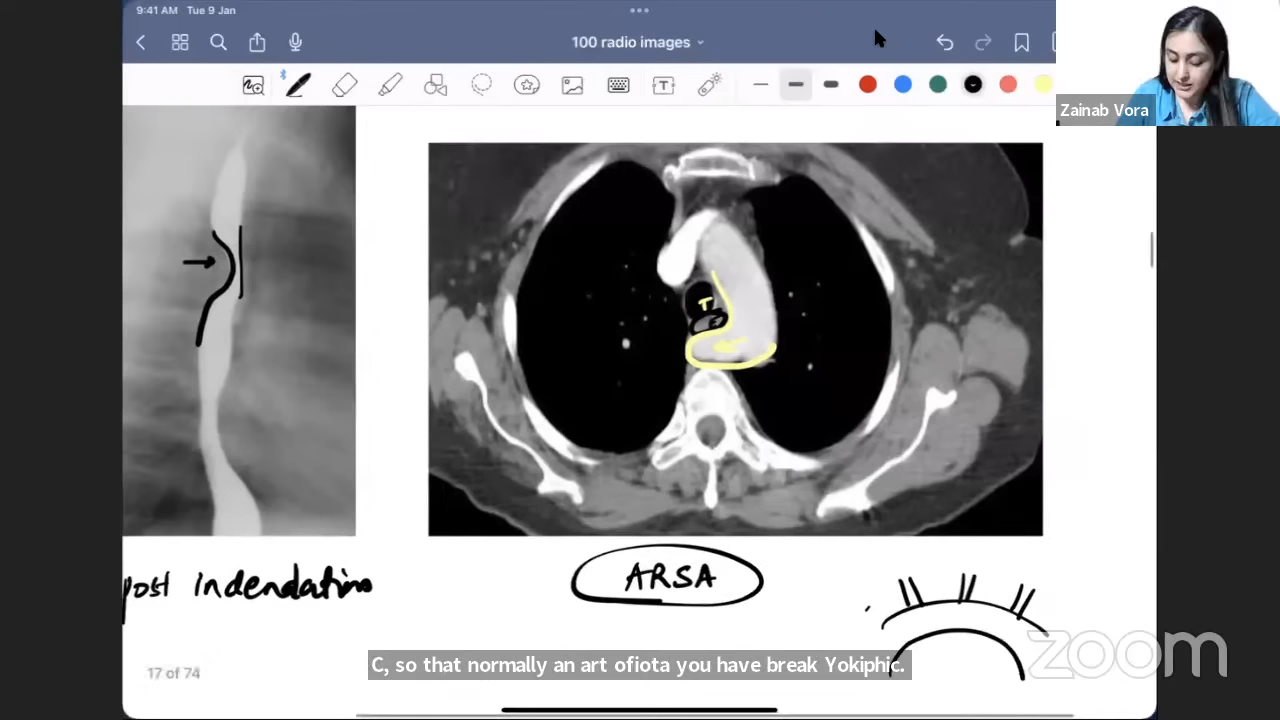 9:41 AM Tue 9 Jan
100 radio images
Zainab Vora
T
post indendation
ARSA
17 of 74
C, so that normally an art ofiota you have break Yokiphic.
zoom